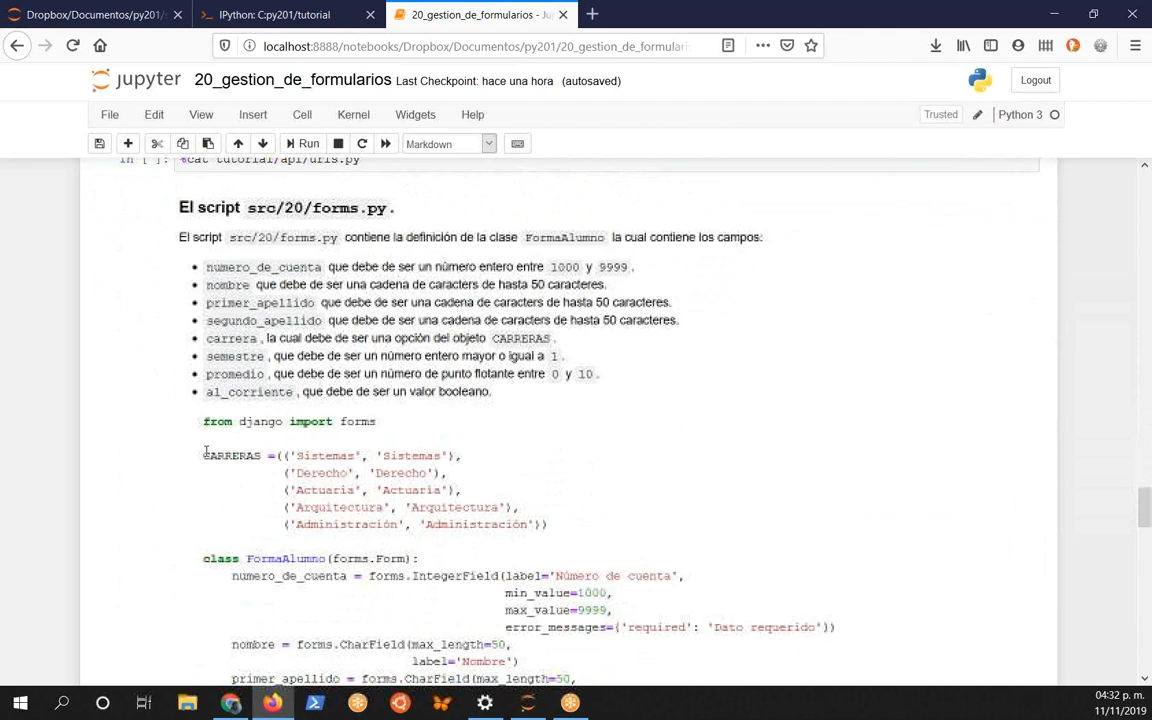 Dropbox/Documentos/py201/
IPython: C:py201/tutorial
20_gestion_de_formularios - Ju
localhost:8888/notebooks/Dropbox/Documentos/py201/20_gestion_de_formulari
jupyter 20_gestion_de_formularios Last Checkpoint: hace una hora (autosaved)
Logout
File Edit View Insert Cell Kernel Widgets Help
Trusted
Python 3
Run
Markdown
In [ ]: %cat tutorial/api/urls.py
El script src/20/forms.py.
El script src/20/forms.py contiene la definición de la clase FormaAlumno la cual contiene los campos:
• numero_de_cuenta que debe de ser un número entero entre 1000 y 9999.
• nombre que debe de ser una cadena de caracters de hasta 50 caracteres.
• primer_apellido que debe de ser una cadena de caracters de hasta 50 caracteres.
• segundo_apellido que debe de ser una cadena de caracters de hasta 50 caracteres.
• carrera, la cual debe de ser una opción del objeto CARRERAS.
• semestre, que debe de ser un número entero mayor o igual a 1.
• promedio, que debe de ser un número de punto flotante entre 0 y 10.
• al_corriente, que debe de ser un valor booleano.
from django import forms
CARRERAS =(('Sistemas', 'Sistemas'),
('Derecho', 'Derecho'),
('Actuaria', 'Actuaria'),
('Arquitectura', 'Arquitectura'),
('Administración', 'Administración'))
class FormaAlumno(forms.Form):
numero_de_cuenta = forms.IntegerField(label='Número de cuenta',
min_value=1000,
max_value=9999,
error_messages={'required': 'Dato requerido'})
nombre = forms.CharField(max_length=50,
label='Nombre')
primer_apellido = forms.CharField(max_length=50,
04:32 p. m.
11/11/2019